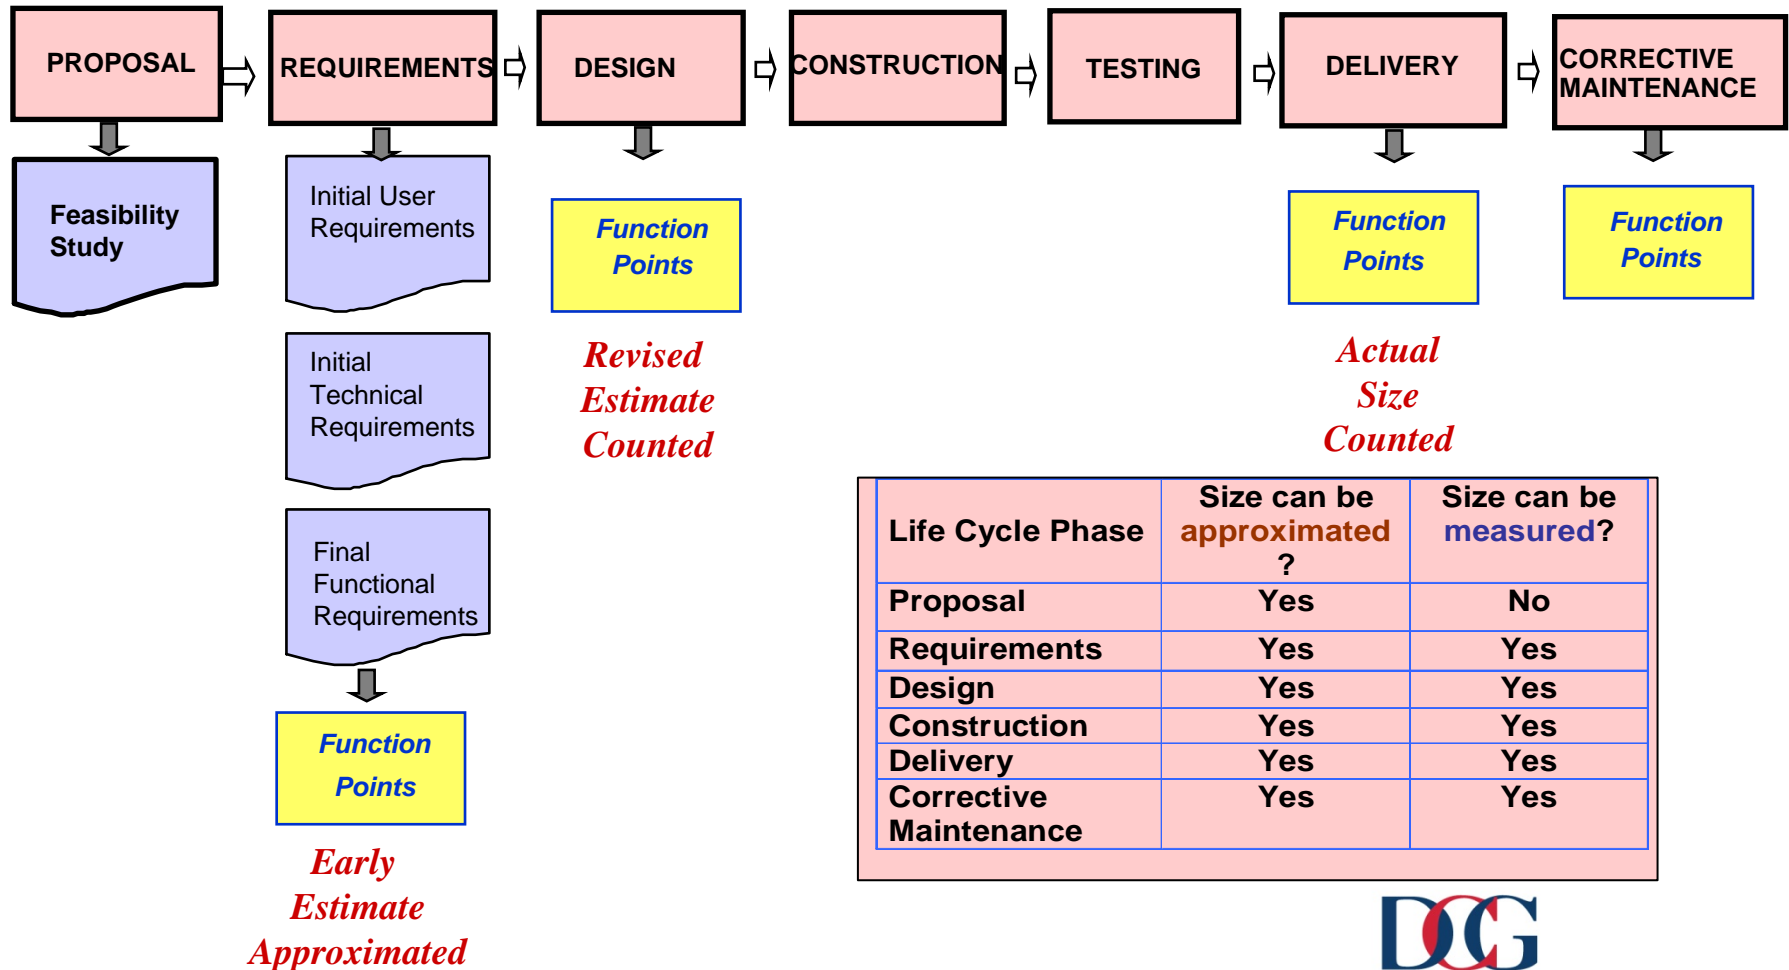 PROPOSAL
REQUIREMENTS
DESIGN
CONSTRUCTION
TESTING
DELIVERY
CORRECTIVE
MAINTENANCE
Feasibility
Study
Initial User
Requirements
Initial
Technical
Requirements
Final
Functional
Requirements
Function
Points
Early
Estimate
Approximated
Function
Points
Revised
Estimate
Counted
Function
Points
Actual
Size
Counted
Function
Points
Life Cycle Phase
Size can be
approximated
?
Size can be
measured?
Proposal Yes No
Requirements Yes Yes
Design Yes Yes
Construction Yes Yes
Delivery Yes Yes
Corrective
Maintenance Yes Yes
DCG